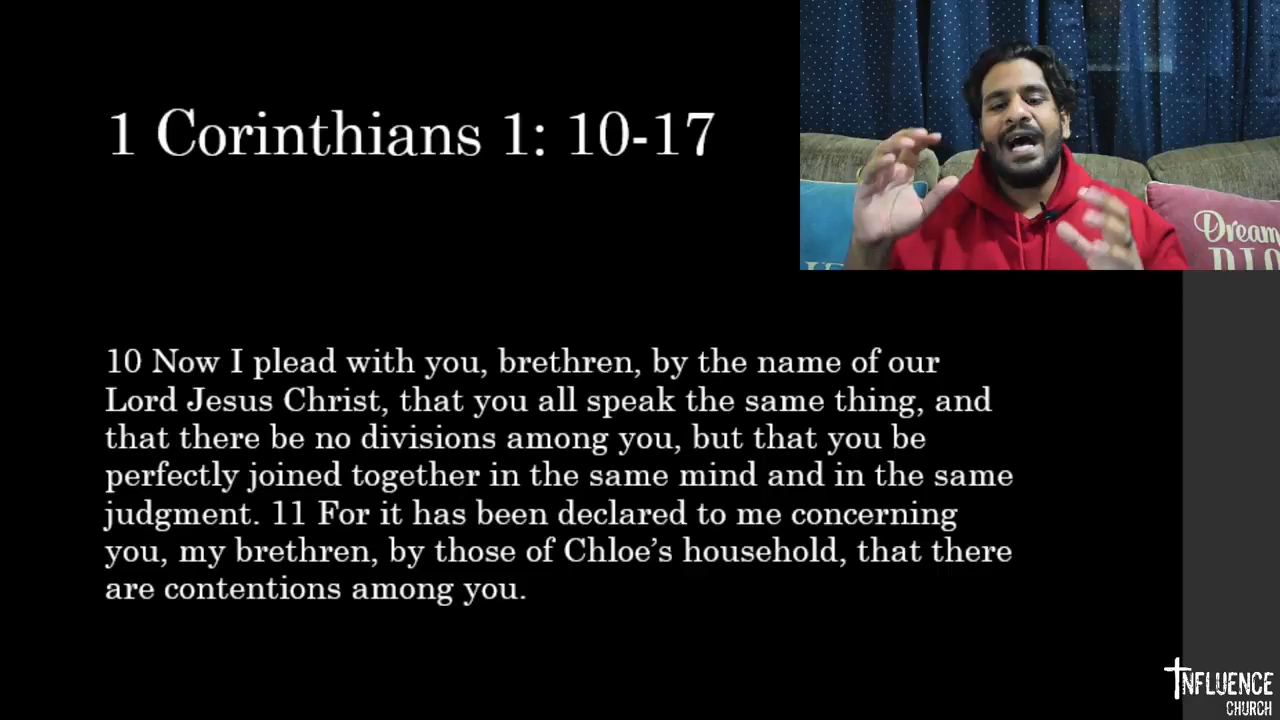 1 Corinthians 1: 10-17
Dream
10 Now I plead with you, brethren, by the name of our
Lord Jesus Christ, that you all speak the same thing, and
that there be no divisions among you, but that you be
perfectly joined together in the same mind and in the same
judgment. 11 For it has been declared to me concerning
you, my brethren, by those of Chloe’s household, that there
are contentions among you.
INFLUENCE
CHURCH